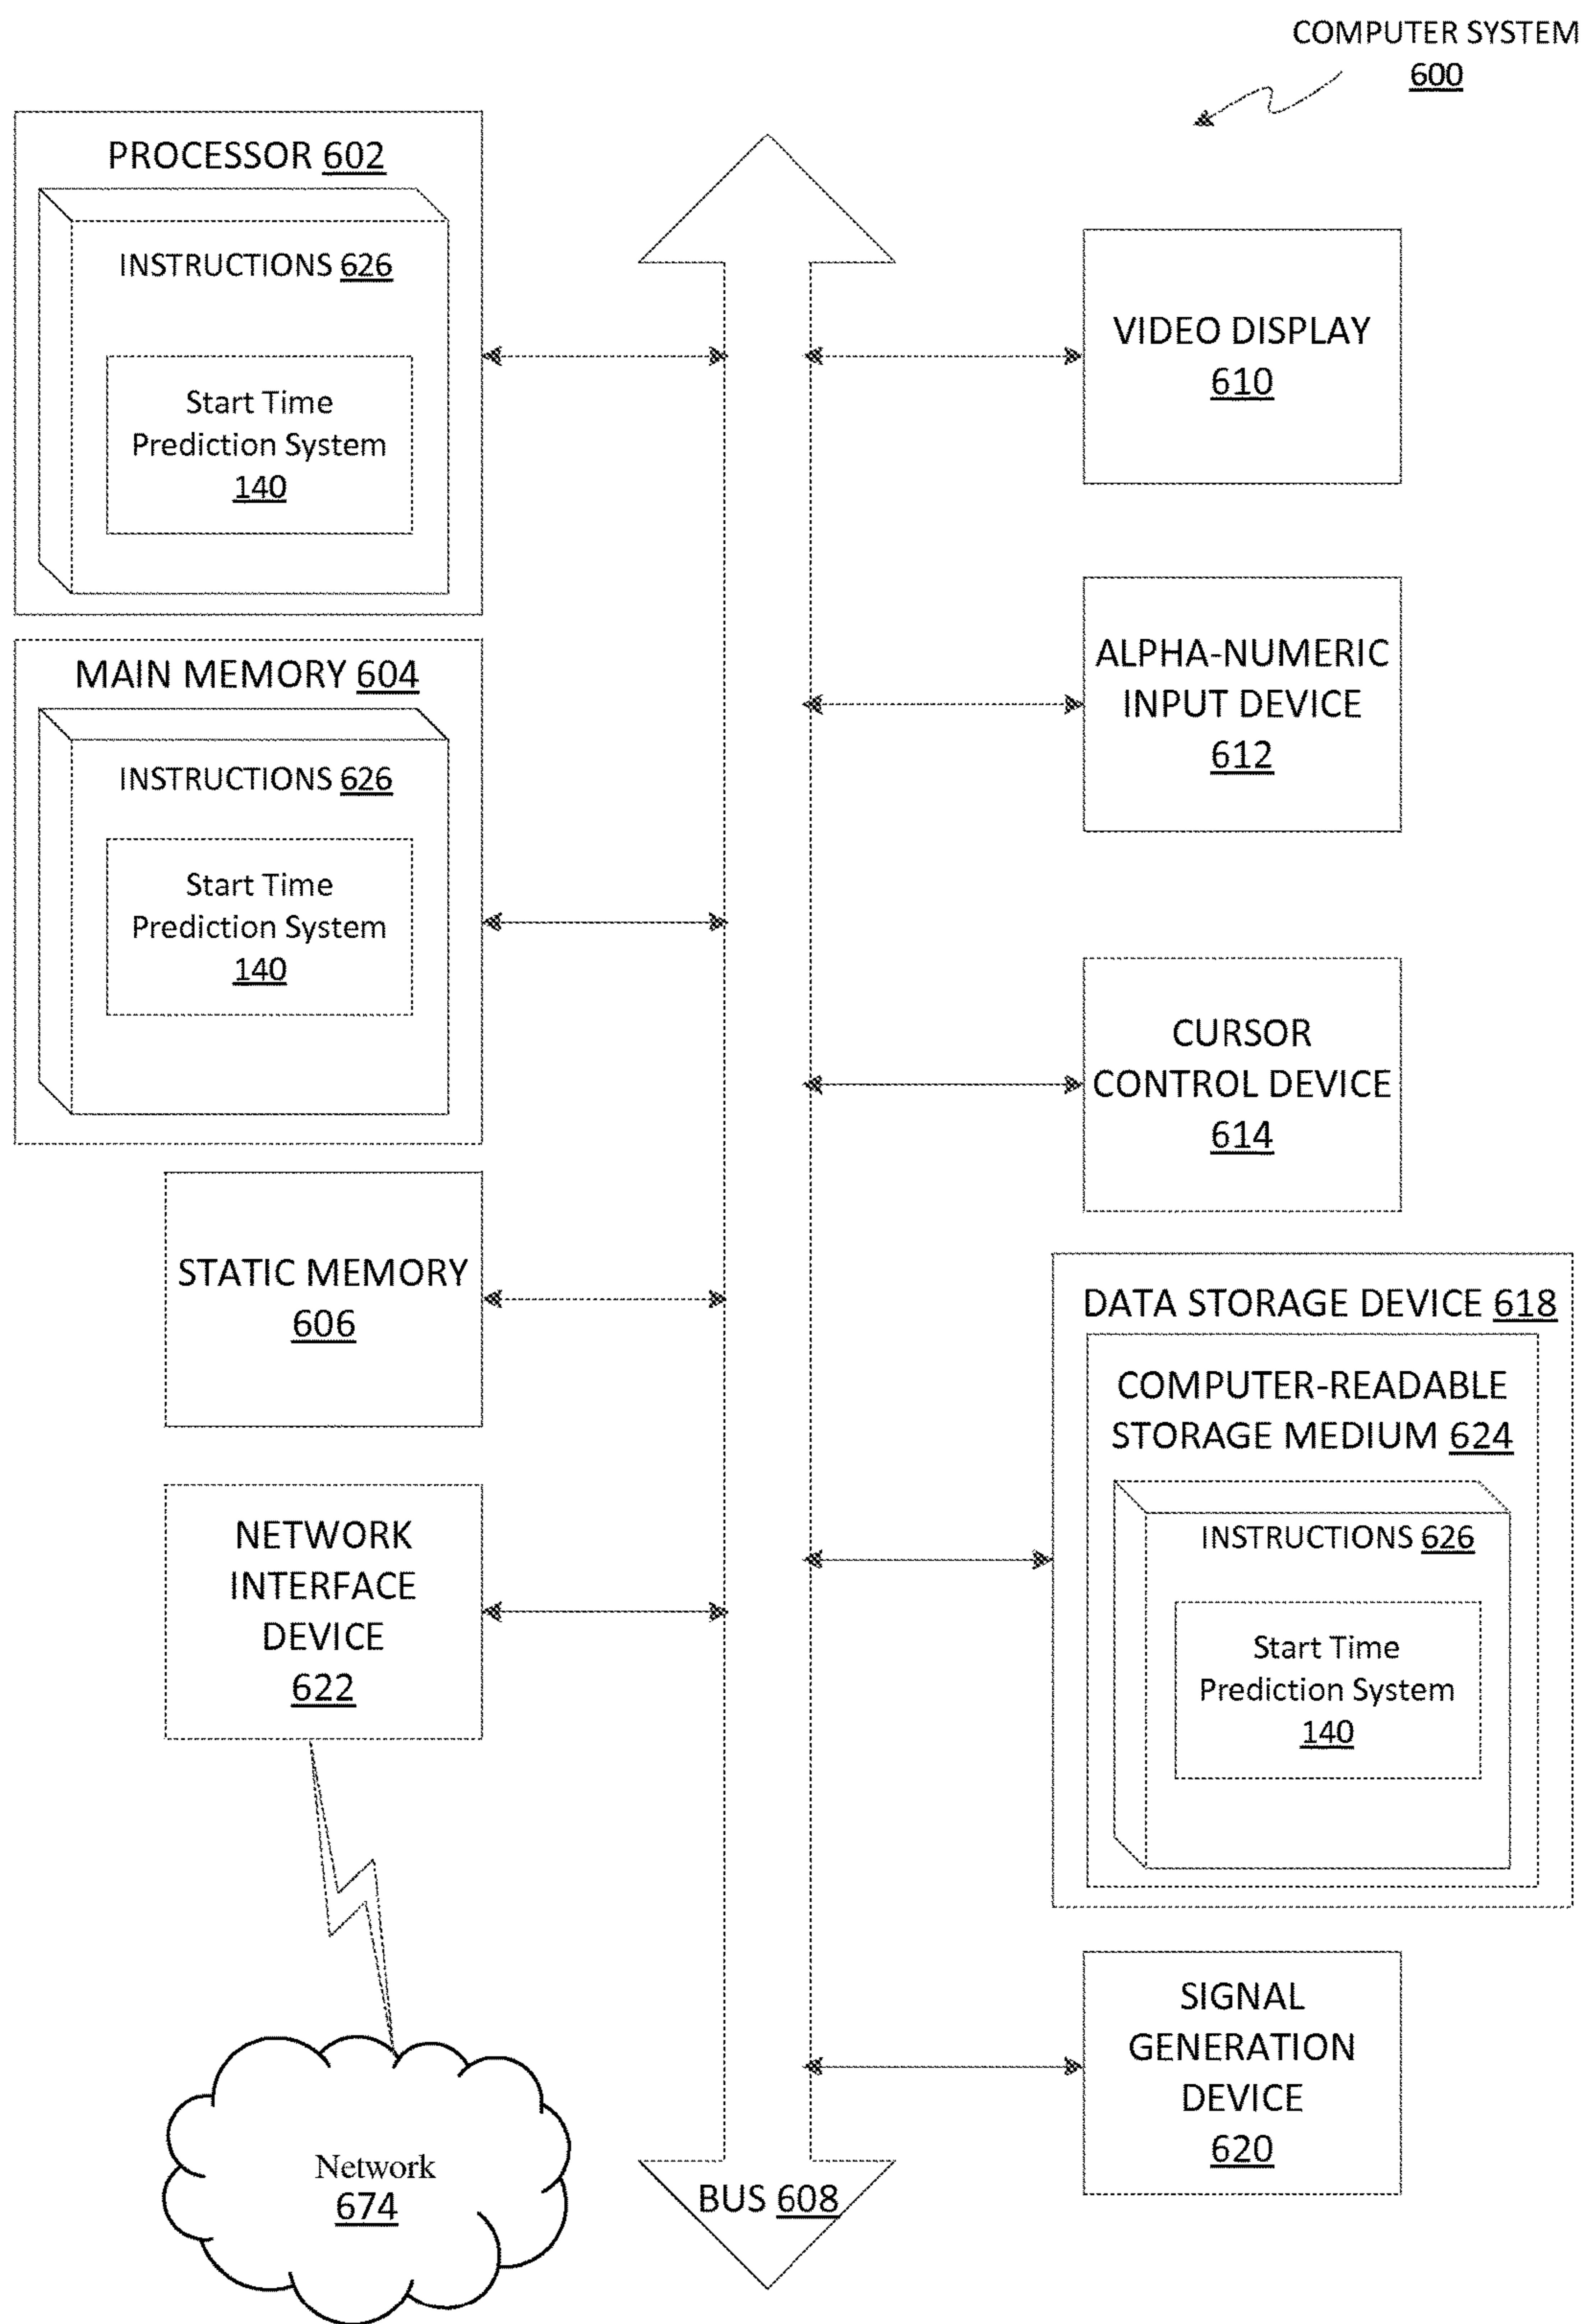 COMPUTER SYSTEM
600
PROCESSOR 602
INSTRUCTIONS 626
Start Time
Prediction System
140
MAIN MEMORY 604
INSTRUCTIONS 626
Start Time
Prediction System
140
STATIC MEMORY
606
NETWORK
INTERFACE
DEVICE
622
Network
674
BUS 608
VIDEO DISPLAY
610
ALPHA-NUMERIC
INPUT DEVICE
612
CURSOR
CONTROL DEVICE
614
DATA STORAGE DEVICE 618
COMPUTER-READABLE
STORAGE MEDIUM 624
INSTRUCTIONS 626
Start Time
Prediction System
140
SIGNAL
GENERATION
DEVICE
620